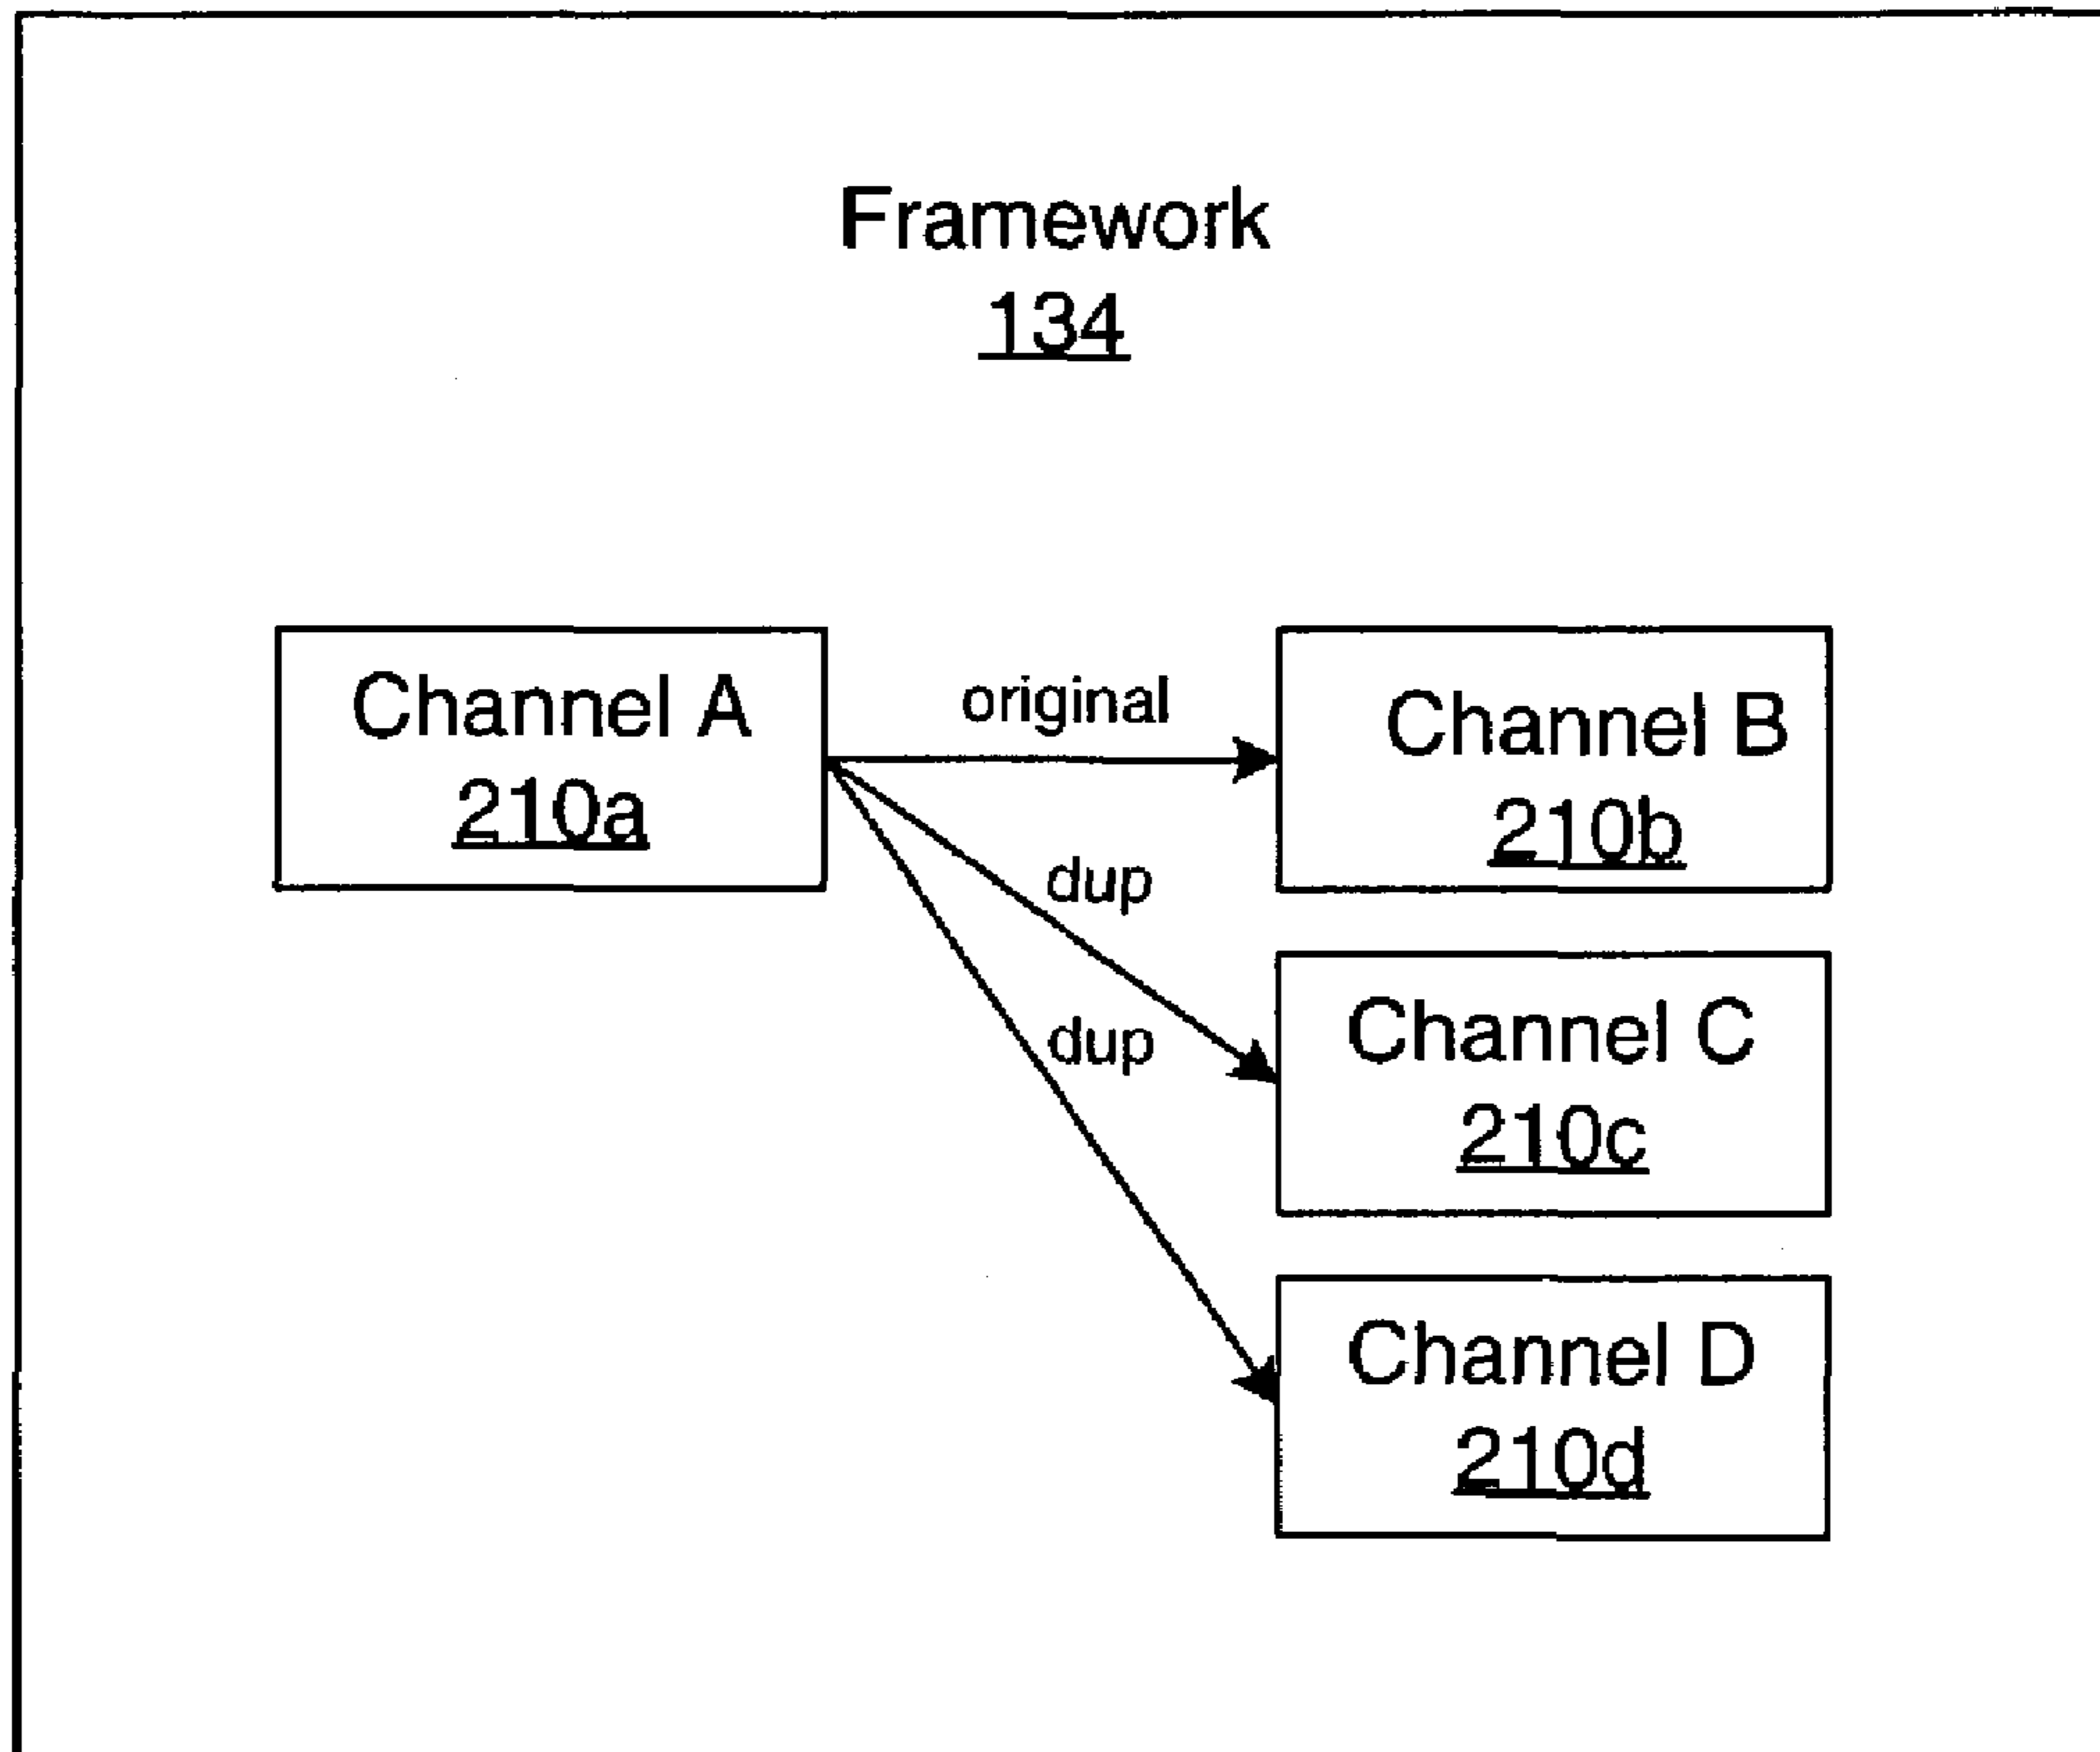 Framework
134
Channel A
210a
original
Channel B
210b
dup
Channel C
210c
dup
Channel D
210d